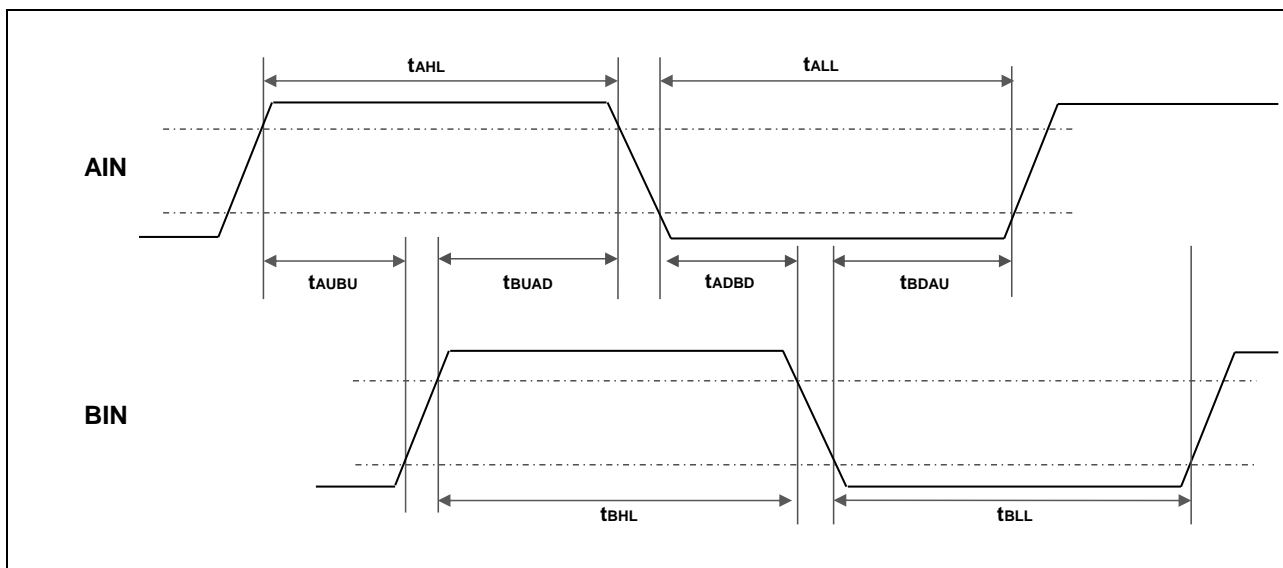 tAHL
tALL
AIN
tAUBU
tBUAD
tADBD
tBDAU
BIN
tBHL
tBLL